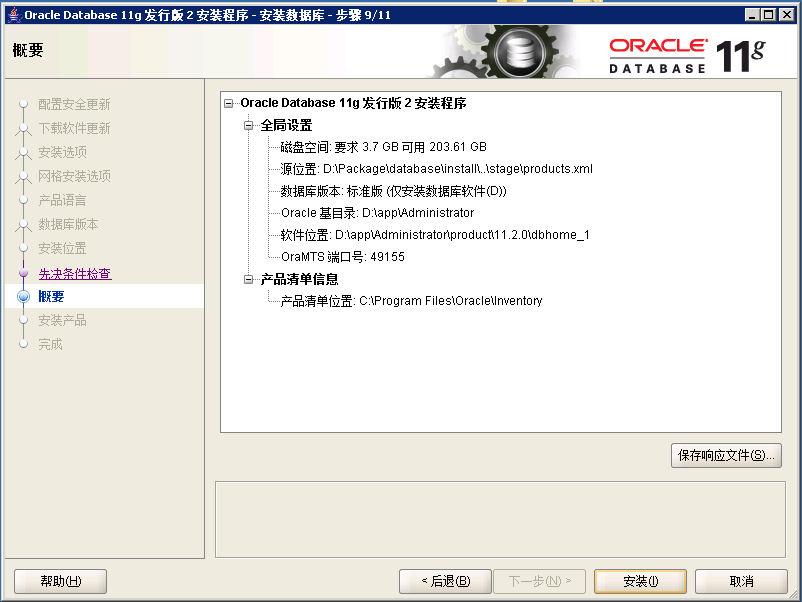 Oracle Database 11g 发行版 2 安装程序 - 安装数据库 - 步骤 9/11
概要
ORACLE
DATABASE
11g
配置安全更新
下载软件更新
安装选项
网格安装选项
产品语言
数据库版本
安装位置
先决条件检查
概要
安装产品
完成
Oracle Database 11g 发行版 2 安装程序
全局设置
磁盘空间: 要求 3.7 GB 可用 203.61 GB
源位置: D:\Package\database\install\..\stage\products.xml
数据库版本: 标准版 (仅安装数据库软件(D))
Oracle 基目录: D:\app\Administrator
软件位置: D:\app\Administrator\product\11.2.0\dbhome_1
OraMTS 端口号: 49155
产品清单信息
产品清单位置: C:\Program Files\Oracle\Inventory
保存响应文件(S)...
帮助(H)
< 后退(B)
下一步(N) >
安装(I)
取消